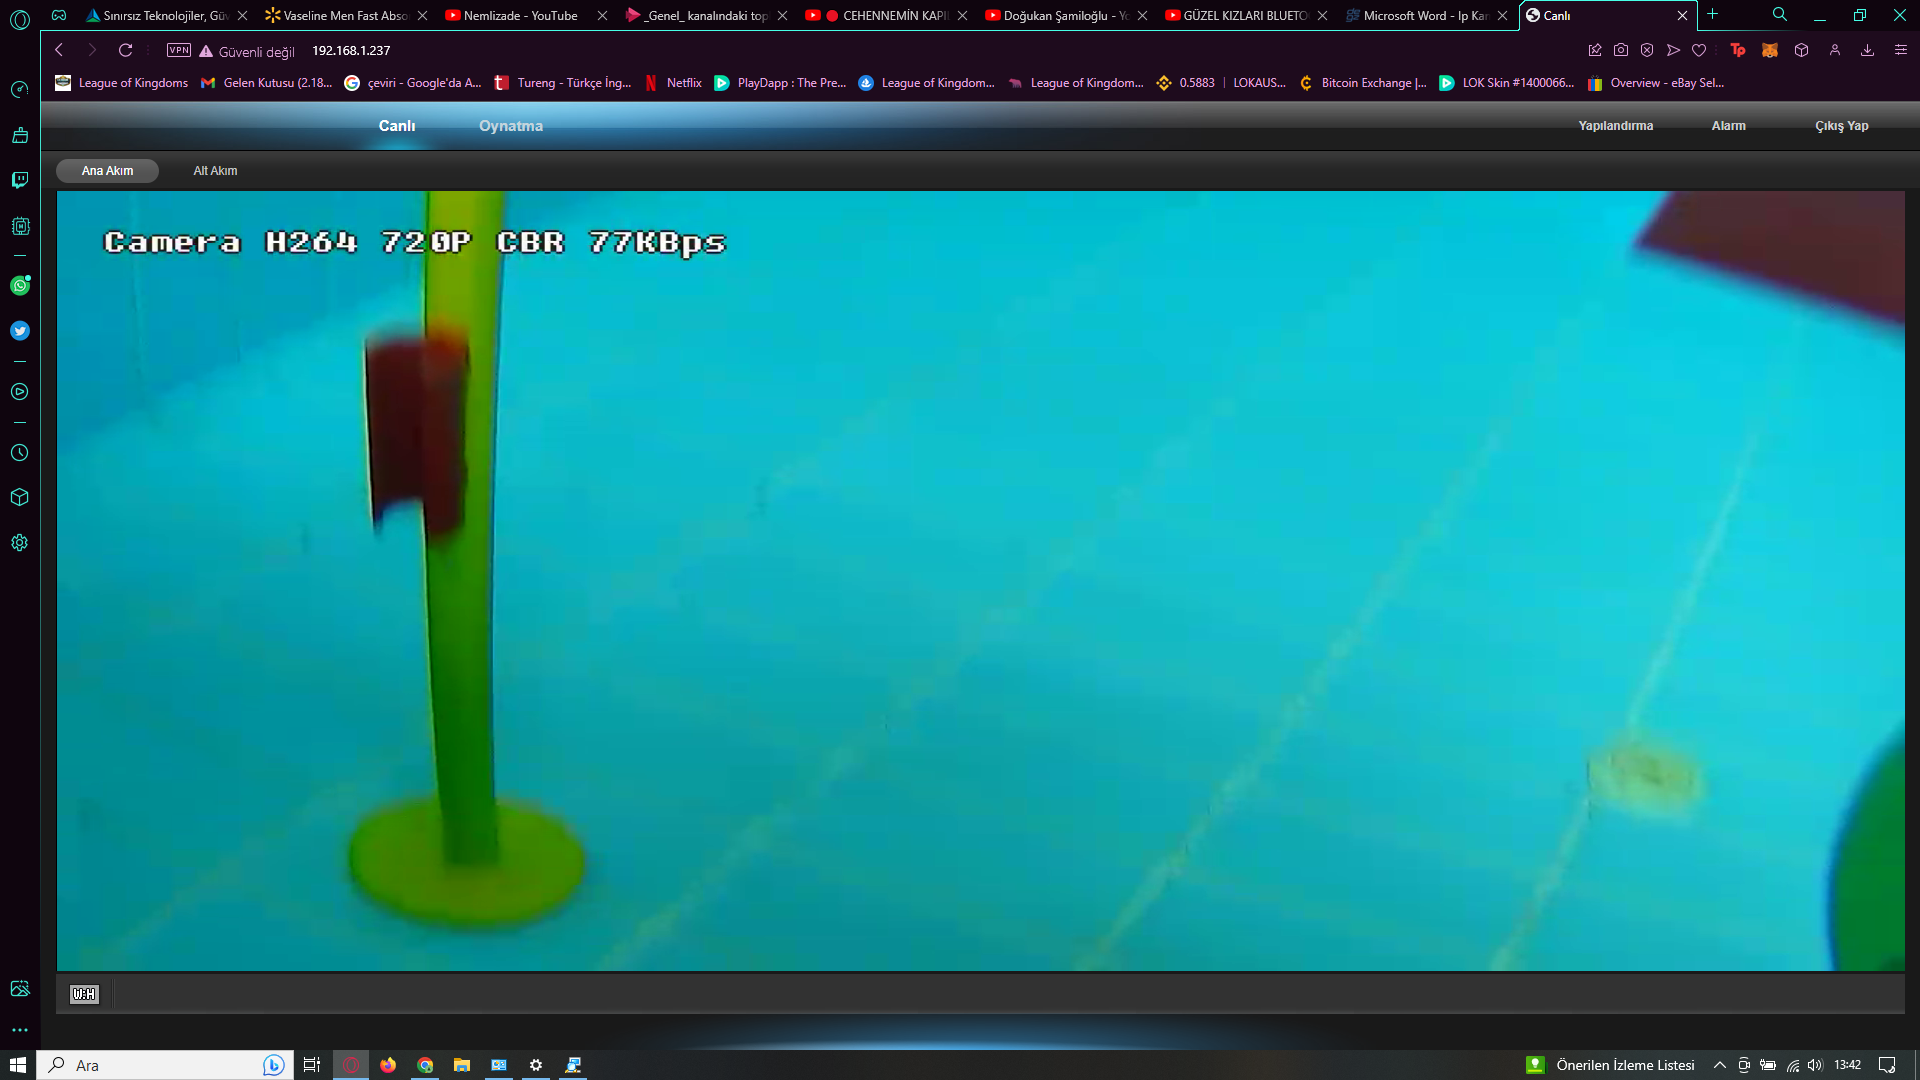 Sınırsız Teknolojiler, Gü
Vaseline Men Fast Abso
Nemlizade - YouTube
_Genel_ kanalındaki top
CEHENNEMİN KAPI
Doğukan Şamiloğlu - Yo
GÜZEL KIZLARI BLUETO
Microsoft Word - Ip Kam
Canlı
VPN
Güvenli değil
192.168.1.237
League of Kingdoms
Gelen Kutusu (2.18...
çeviri - Google'da A...
Tureng - Türkçe İng...
Netflix
PlayDapp : The Pre...
League of Kingdom...
League of Kingdom...
0.5883 | LOKAUS...
Bitcoin Exchange |...
LOK Skin #1400066...
Overview - eBay Sel...
Canlı
Oynatma
Yapılandırma
Alarm
Çıkış Yap
Ana Akım
Alt Akım
Camera H264 720P CBR 77KBps
W:H
Ara
Önerilen İzleme Listesi
13:42